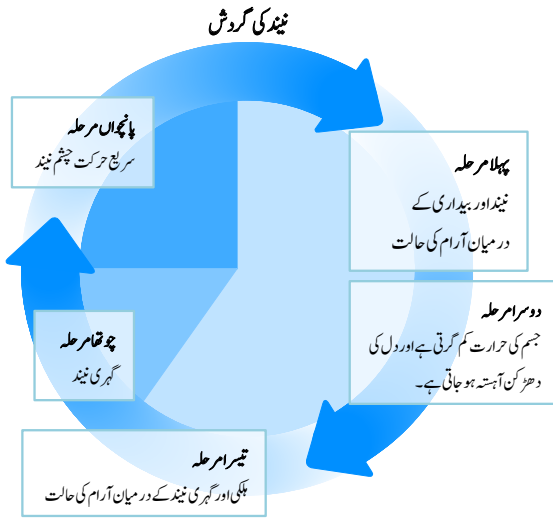 نیند کی گردش
پہلا مرحلہ
نیند اور بیداری کے
درمیان آرام کی حالت
دوسرا مرحلہ
جسم کی حرارت کم گرتی ہے اور دل کی
دھڑکن آہستہ ہو جاتی ہے۔
تیسرا مرحلہ
ہلکی اور گہری نیند کے درمیان آرام کی حالت
چوتھا مرحلہ
گہری نیند
پانچواں مرحلہ
سریع حرکت چشم نیند